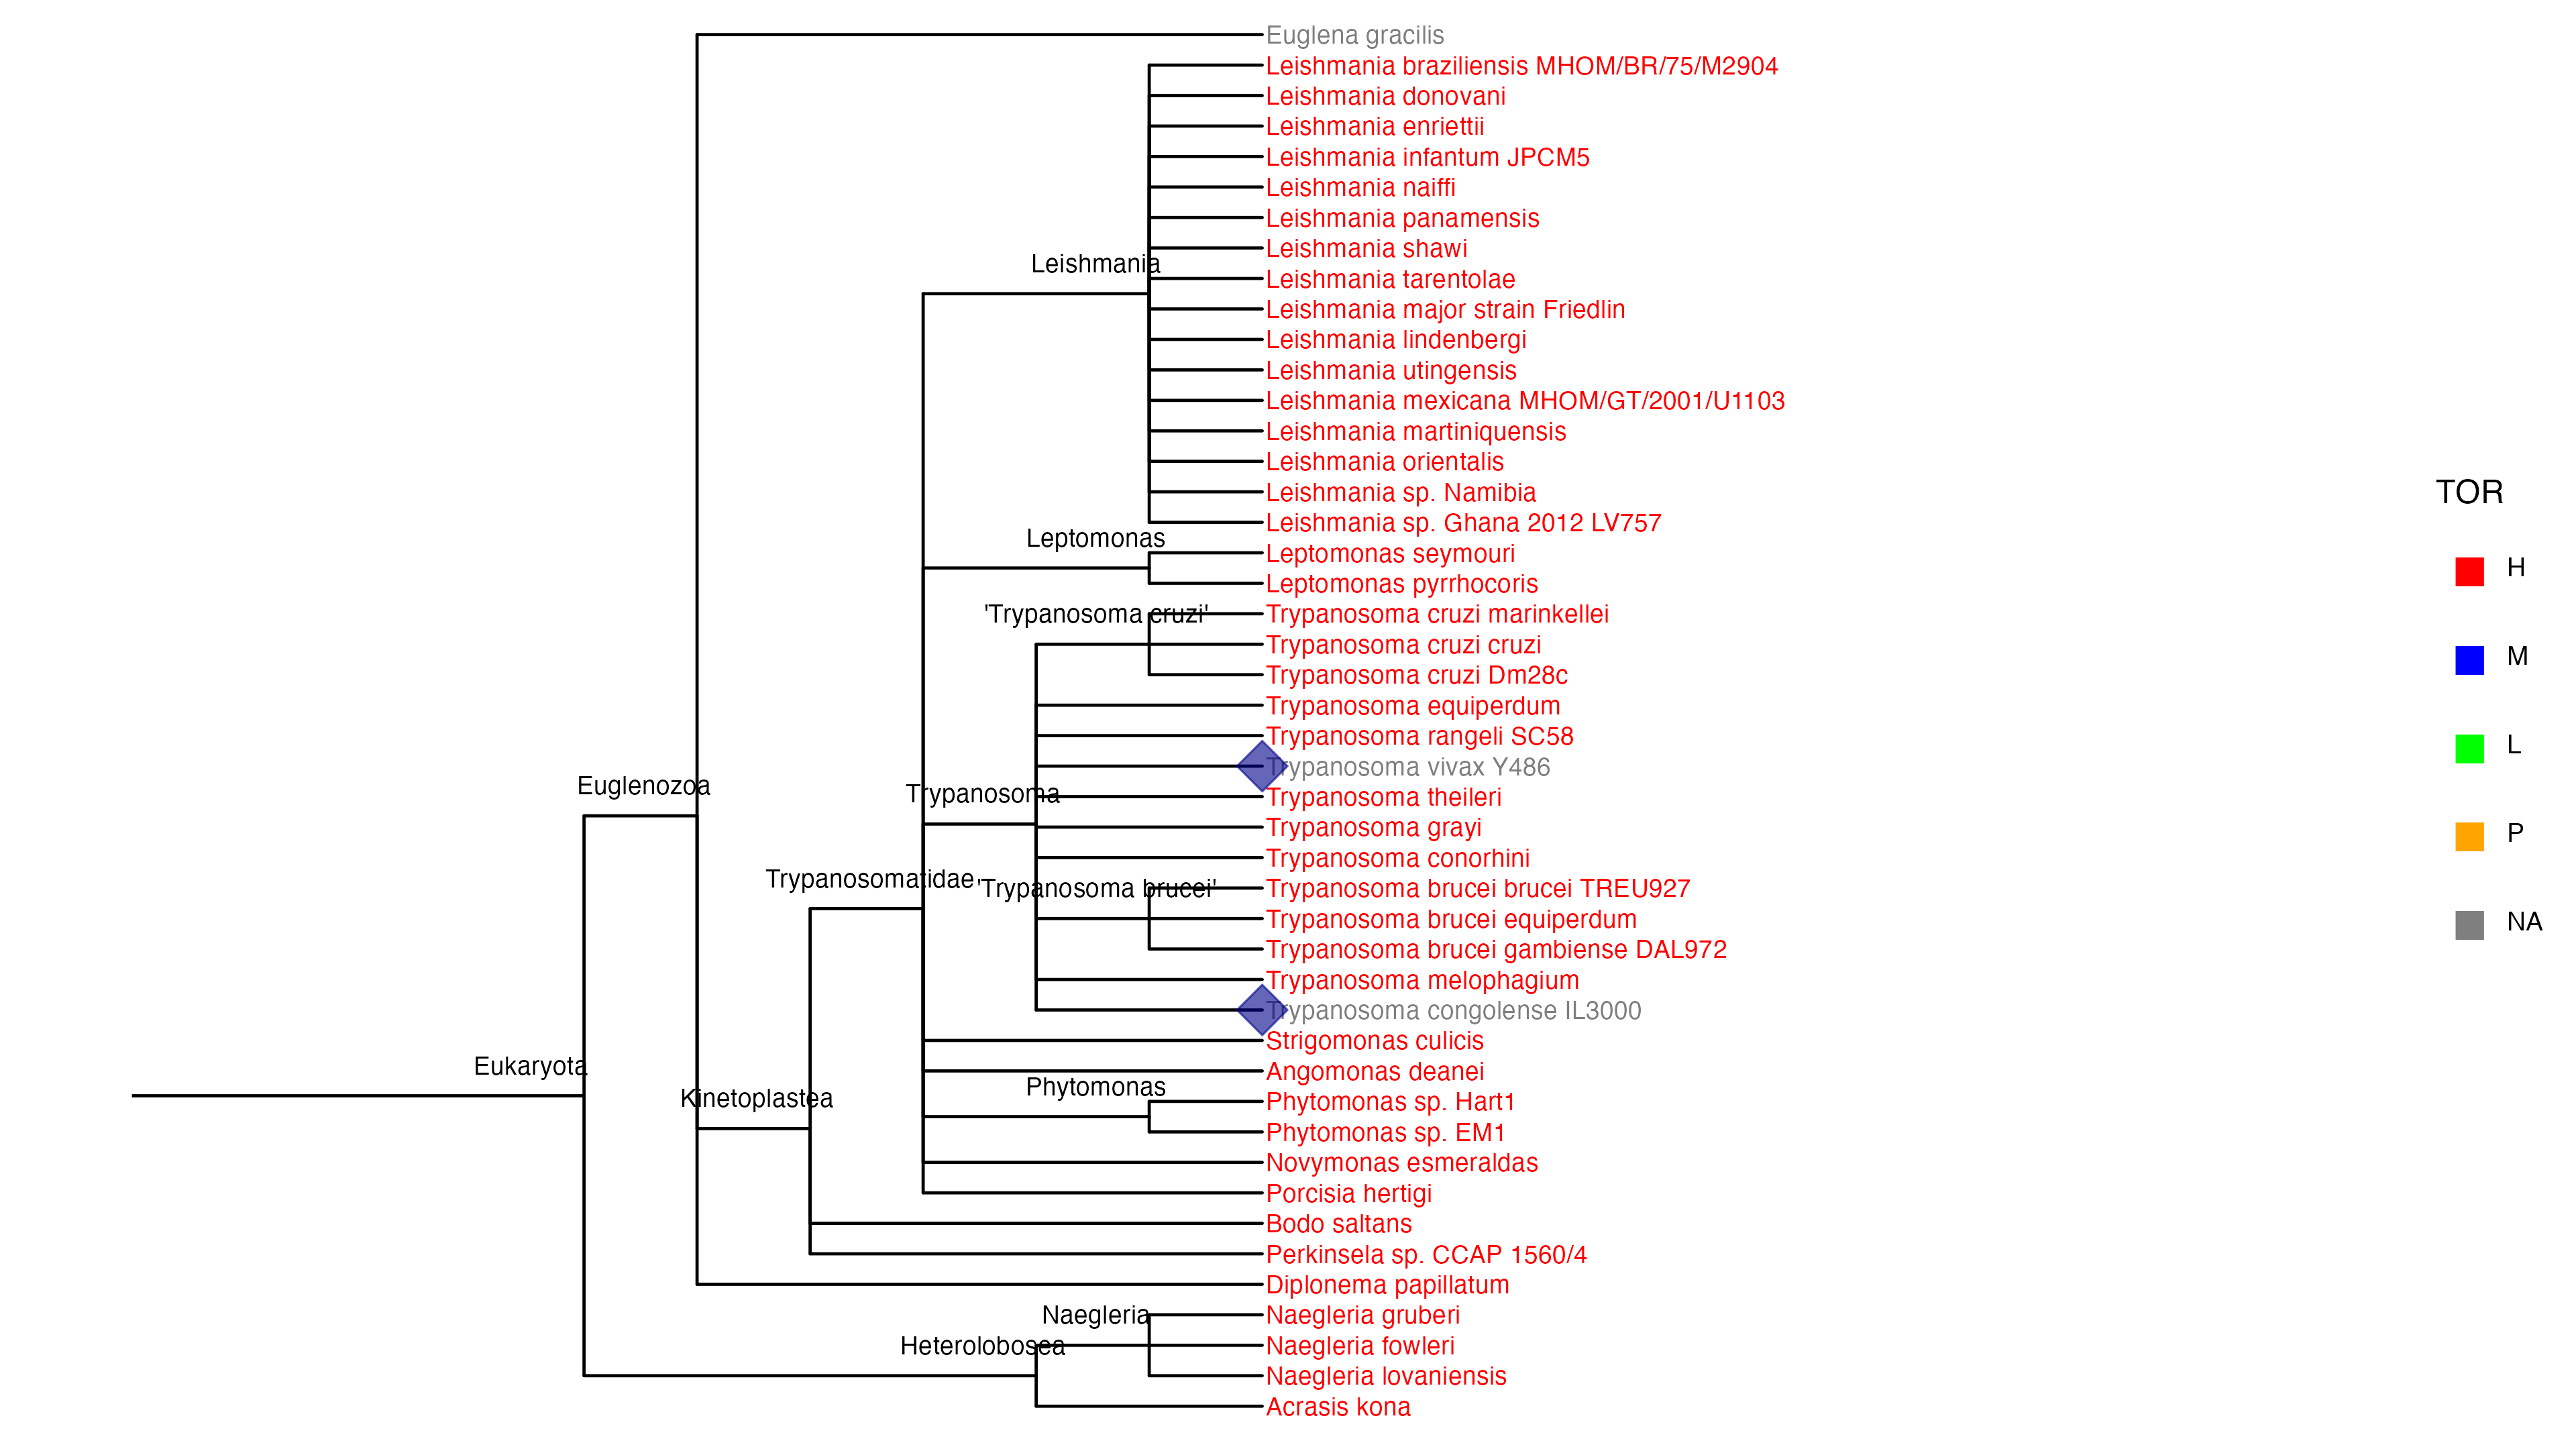 Euglena gracilis
Leishmania braziliensis MHOM/BR/75/M2904
Leishmania donovani
Leishmania enriettii
Leishmania infantum JPCM5
Leishmania naiffi
Leishmania panamensis
Leishmania shawi
Leishmania
Leishmania tarentolae
Leishmania major strain Friedlin
Leishmania lindenbergi
Leishmania utingensis
Leishmania mexicana MHOM/GT/2001/U1103
Leishmania martiniquensis
Leishmania orientalis
Leishmania sp. Namibia
Leishmania sp. Ghana 2012 LV757
Leptomonas
Leptomonas seymouri
Leptomonas pyrrhocoris
'Trypanosoma cruzi'
Trypanosoma cruzi marinkellei
Trypanosoma cruzi cruzi
Trypanosoma cruzi Dm28c
Trypanosoma equiperdum
Trypanosoma rangeli SC58
Trypanosoma vivax Y486
Euglenozoa
Trypanosoma
Trypanosoma theileri
Trypanosoma grayi
Trypanosoma conorhini
Trypanosomatidae
'Trypanosoma brucei'
Trypanosoma brucei brucei TREU927
Trypanosoma brucei equiperdum
Trypanosoma brucei gambiense DAL972
Trypanosoma melophagium
Trypanosoma congolense IL3000
Strigomonas culicis
Eukaryota
Angomonas deanei
Phytomonas
Kinetoplastea
Phytomonas sp. Hart1
Phytomonas sp. EM1
Novymonas esmeraldas
Porcisia hertigi
Bodo saltans
Perkinsela sp. CCAP 1560/4
Diplonema papillatum
Naegleria
Naegleria gruberi
Heterolobosea
Naegleria fowleri
Naegleria lovaniensis
Acrasis kona
TOR
H
M
L
P
NA